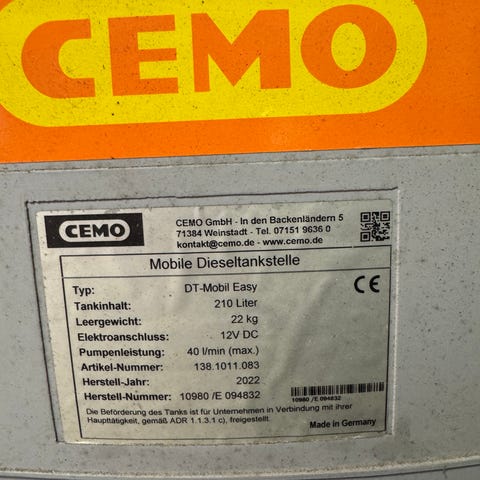 CEMO
CEMO
CEMO GmbH - In den Backenländern 5
71384 Weinstadt - Tel. 07151 9636 0
kontakt@cemo.de - www.cemo.de
Mobile Dieseltankstelle
Typ: DT-Mobil Easy
CE
Tankinhalt: 210 Liter
Leergewicht: 22 kg
Elektroanschluss: 12V DC
Pumpenleistung: 40 l/min (max.)
Artikel-Nummer: 138.1011.083
Herstell-Jahr: 2022
Herstell-Nummer: 10980 /E 094832
10980 /E 094832
Die Beförderung des Tanks ist für Unternehmen in Verbindung mit ihrer
Haupttätigkeit, gemäß ADR 1.1.3.1 c), freigestellt.
Made in Germany